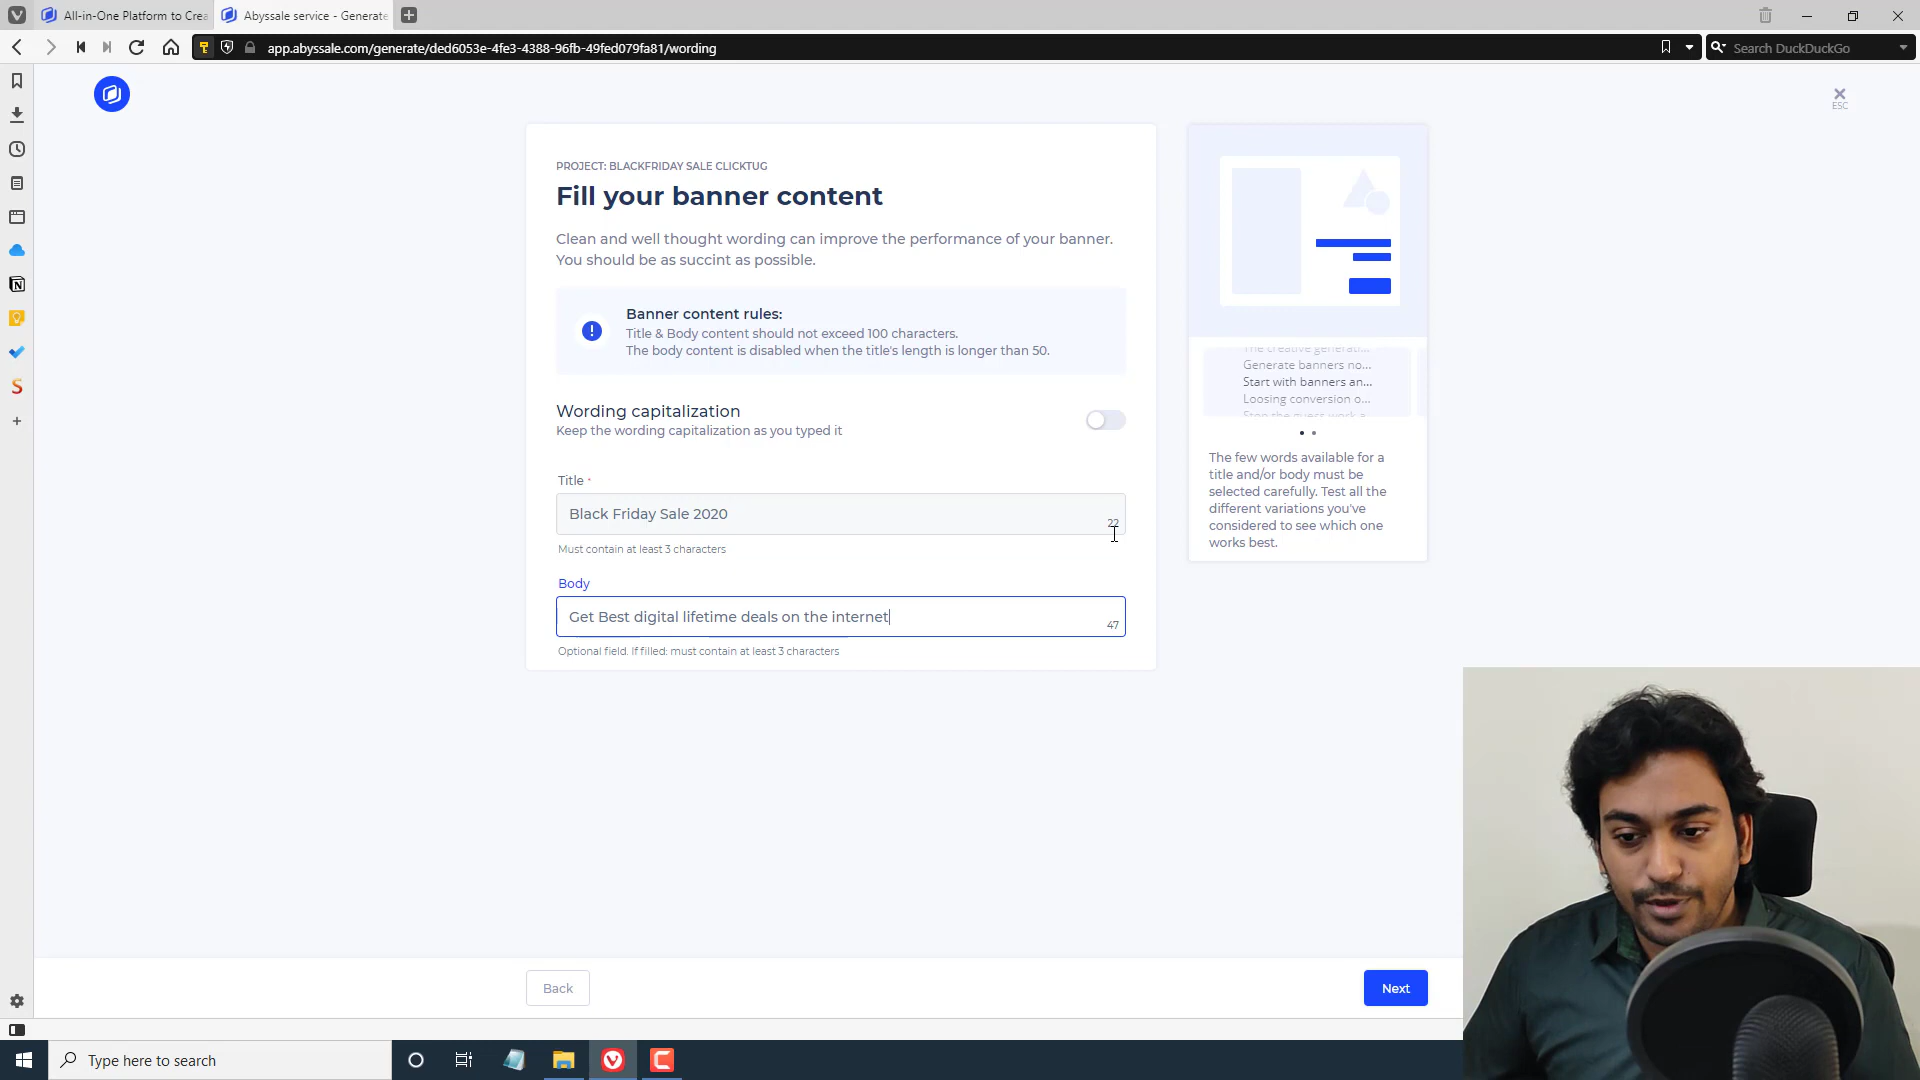 All-in-One Platform to Crea
Abyssale service - Generate
app.abyssale.com/generate/ded6053e-4fe3-4388-96fb-49fed079fa81/wording
Search DuckDuckGo
ESC
PROJECT: BLACKFRIDAY SALE CLICKTUG
Fill your banner content
Clean and well thought wording can improve the performance of your banner.
You should be as succint as possible.
Banner content rules:
Title & Body content should not exceed 100 characters.
The body content is disabled when the title's length is longer than 50.
Wording capitalization
Keep the wording capitalization as you typed it
Title *
Black Friday Sale 2020
22
Must contain at least 3 characters
Body
Get Best digital lifetime deals on the internet
47
Optional field. If filled: must contain at least 3 characters
The creative generati...
Generate banners no...
Start with banners an...
Loosing conversion o...
Stop the guess work a
The few words available for a
title and/or body must be
selected carefully. Test all the
different variations you've
considered to see which one
works best.
Back
Next
Type here to search